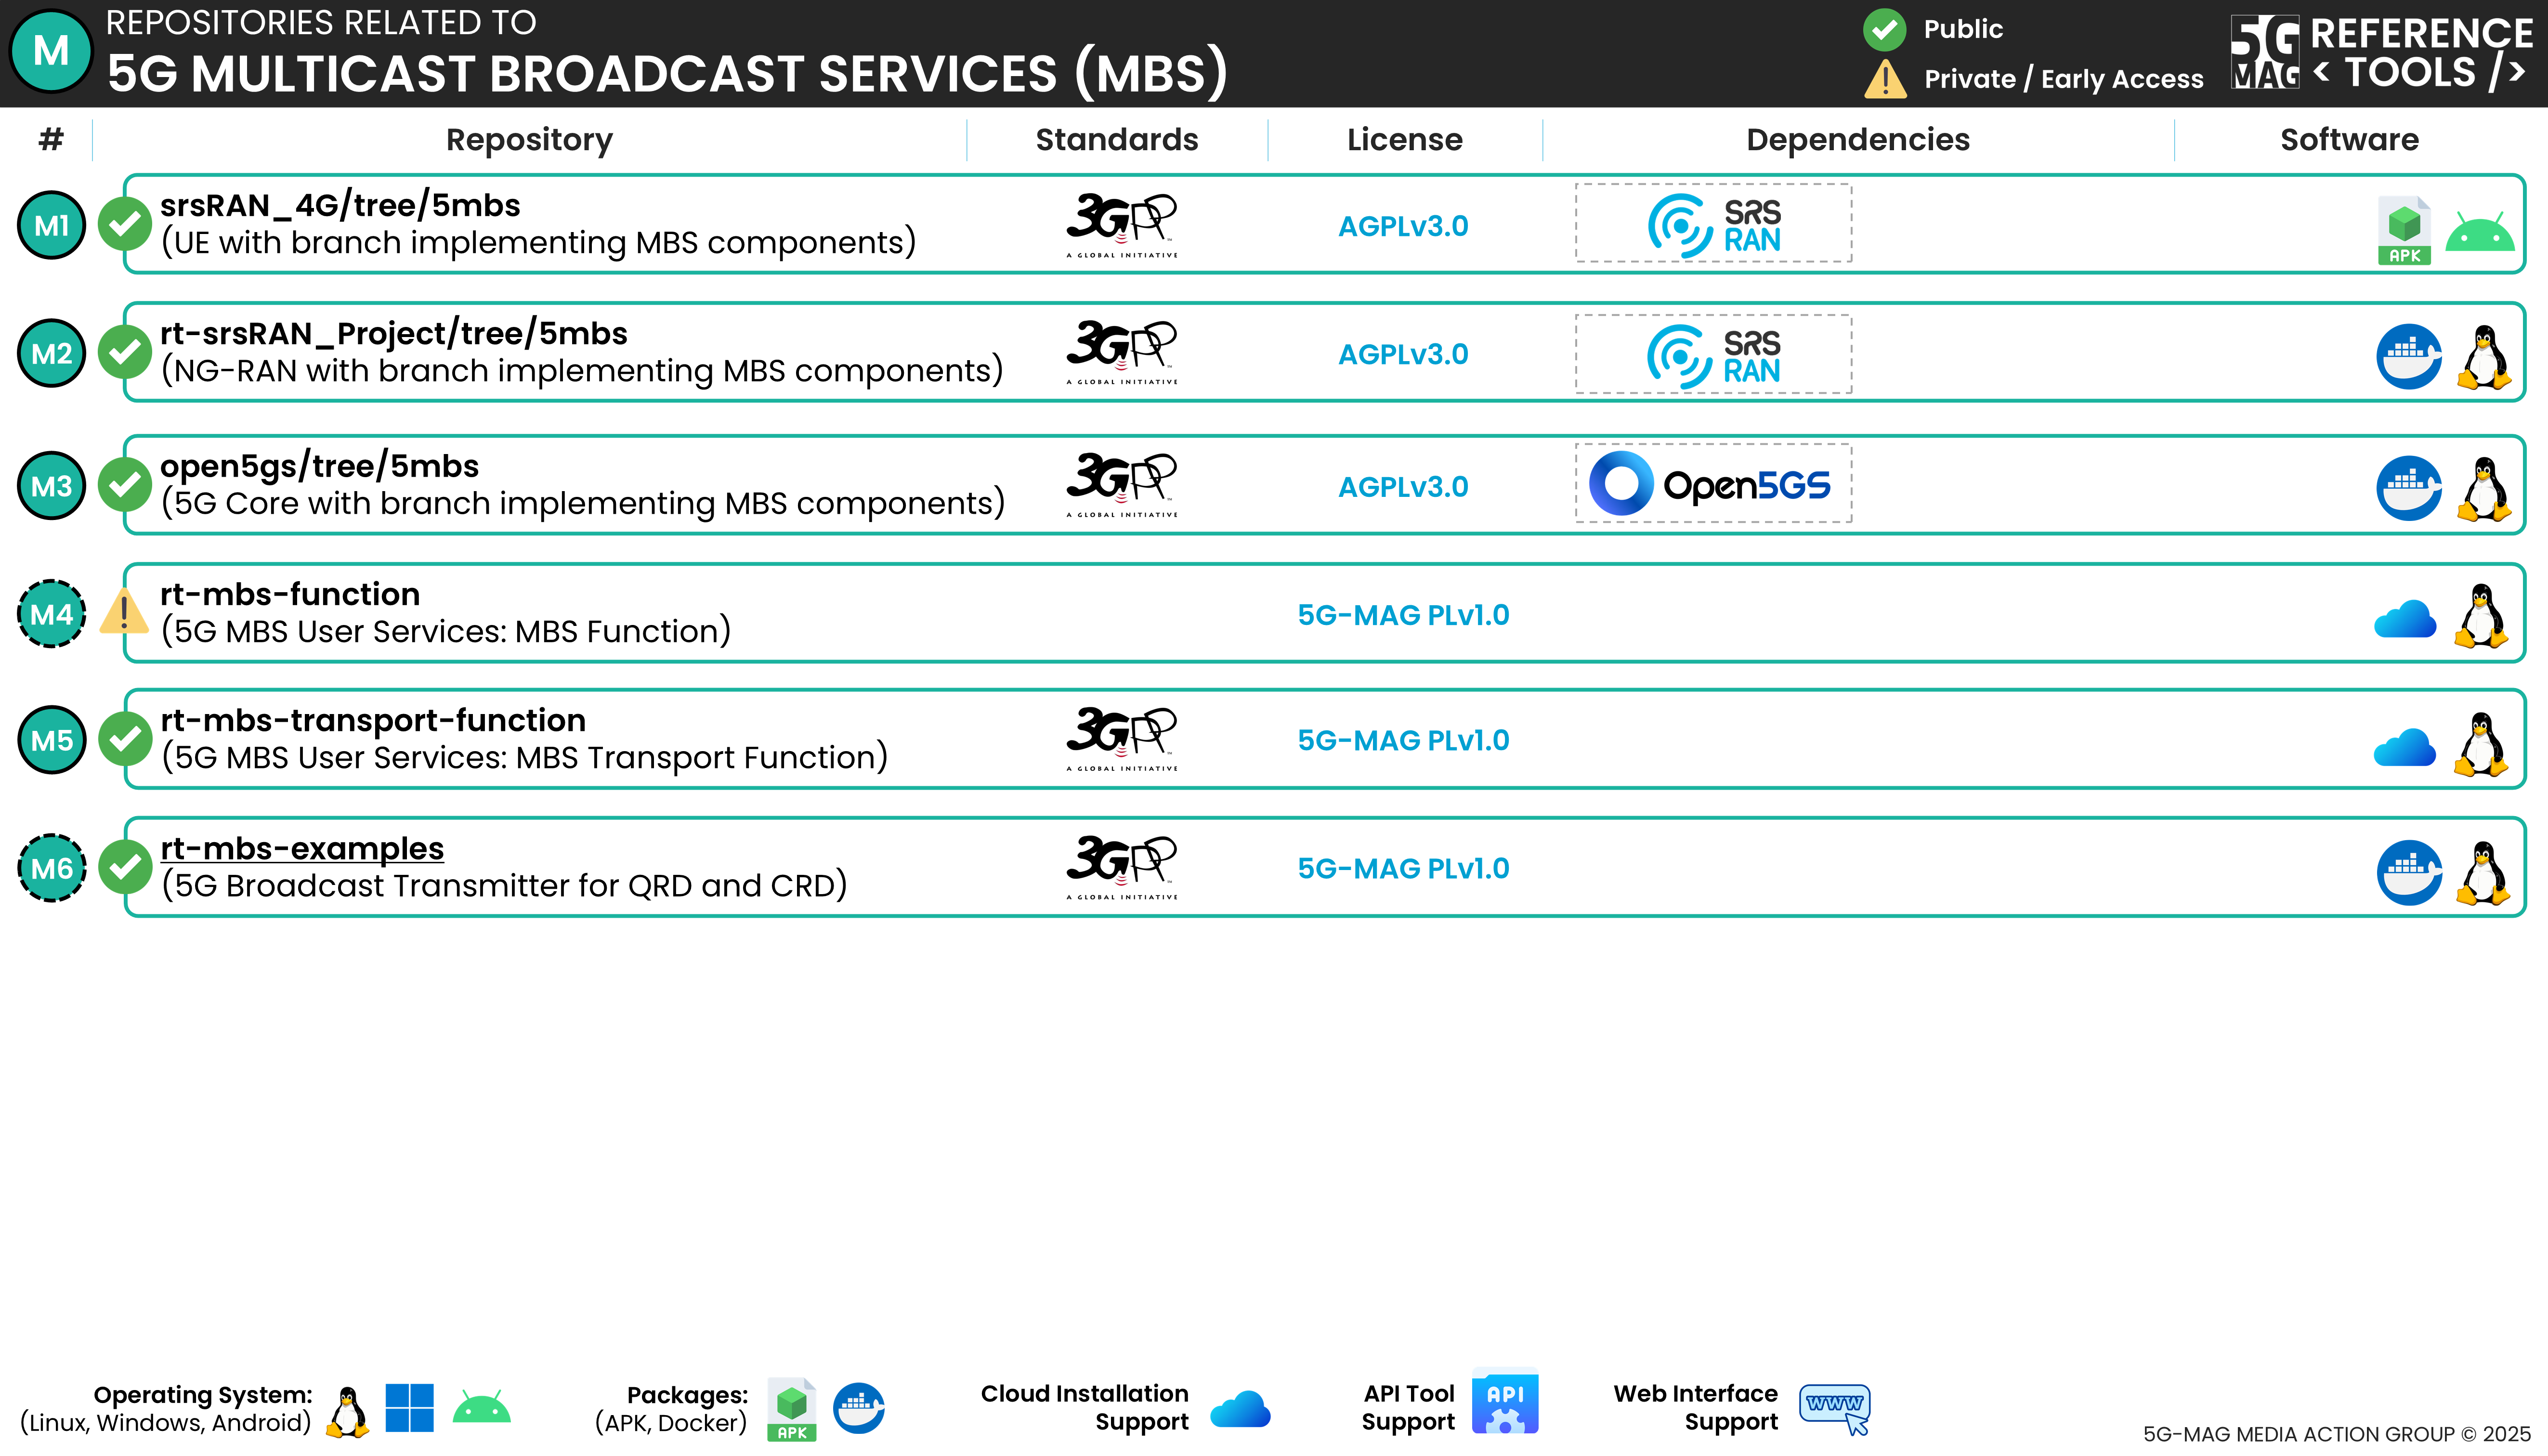 M
REPOSITORIES RELATED TO
5G MULTICAST BROADCAST SERVICES (MBS)
Public
Private / Early Access
5G
MAG
REFERENCE
< TOOLS />
# Repository Standards License Dependencies Software
M1
srsRAN_4G/tree/5mbs
(UE with branch implementing MBS components)
3GPP
A GLOBAL INITIATIVE
AGPLv3.0
SRS
RAN
APK
M2
rt-srsRAN_Project/tree/5mbs
(NG-RAN with branch implementing MBS components)
3GPP
A GLOBAL INITIATIVE
AGPLv3.0
SRS
RAN
M3
open5gs/tree/5mbs
(5G Core with branch implementing MBS components)
3GPP
A GLOBAL INITIATIVE
AGPLv3.0
Open5GS
M4
rt-mbs-function
(5G MBS User Services: MBS Function)
5G-MAG PLv1.0
M5
rt-mbs-transport-function
(5G MBS User Services: MBS Transport Function)
3GPP
A GLOBAL INITIATIVE
5G-MAG PLv1.0
M6
rt-mbs-examples
(5G Broadcast Transmitter for QRD and CRD)
3GPP
A GLOBAL INITIATIVE
5G-MAG PLv1.0
Operating System:
(Linux, Windows, Android)
Packages:
(APK, Docker)
APK
Cloud Installation
Support
API Tool
Support
API
Web Interface
Support
WWW
5G-MAG MEDIA ACTION GROUP © 2025